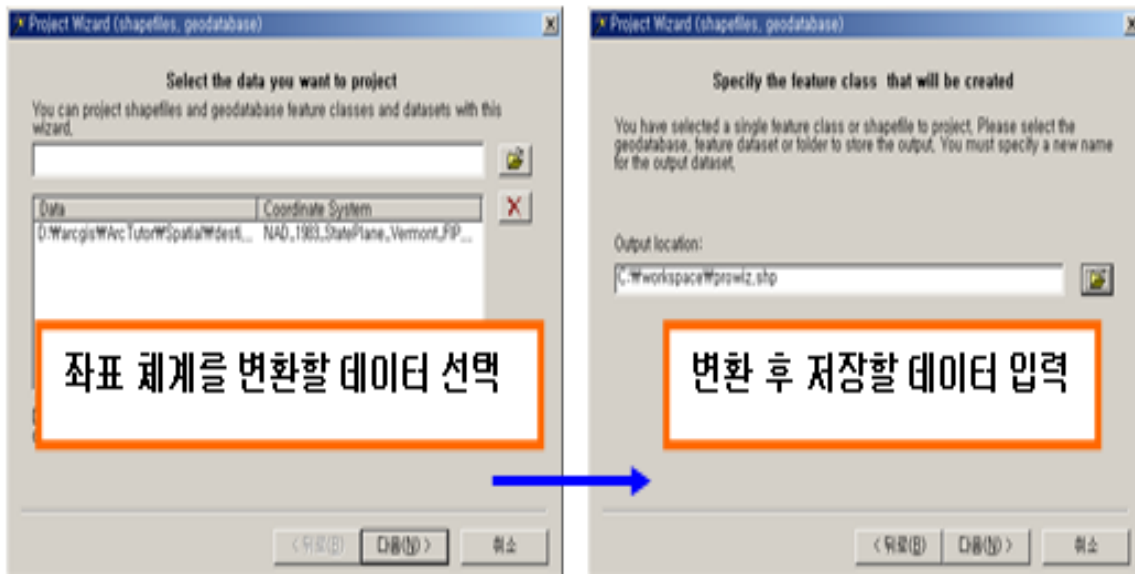 Project Wizard (shapefiles, geodatabase)
Select the data you want to project
You can project shapefiles and geodatabase feature classes and datasets with this
wizard.
Data Coordinate System
D:₩arcgis₩ArcTutor₩Spatial₩desti... NAD_1983_StatePlane_Vermont_FIP...
좌표 체계를 변환할 데이터 선택
< 뒤로(B) 다음(N) > 취소
Project Wizard (shapefiles, geodatabase)
Specify the feature class that will be created
You have selected a single feature class or shapefile to project. Please select the
geodatabase, feature dataset or folder to store the output. You must specify a new name
for the output dataset.
Output location:
C:₩workspace₩prowiz.shp
변환 후 저장할 데이터 입력
< 뒤로(B) 다음(N) > 취소